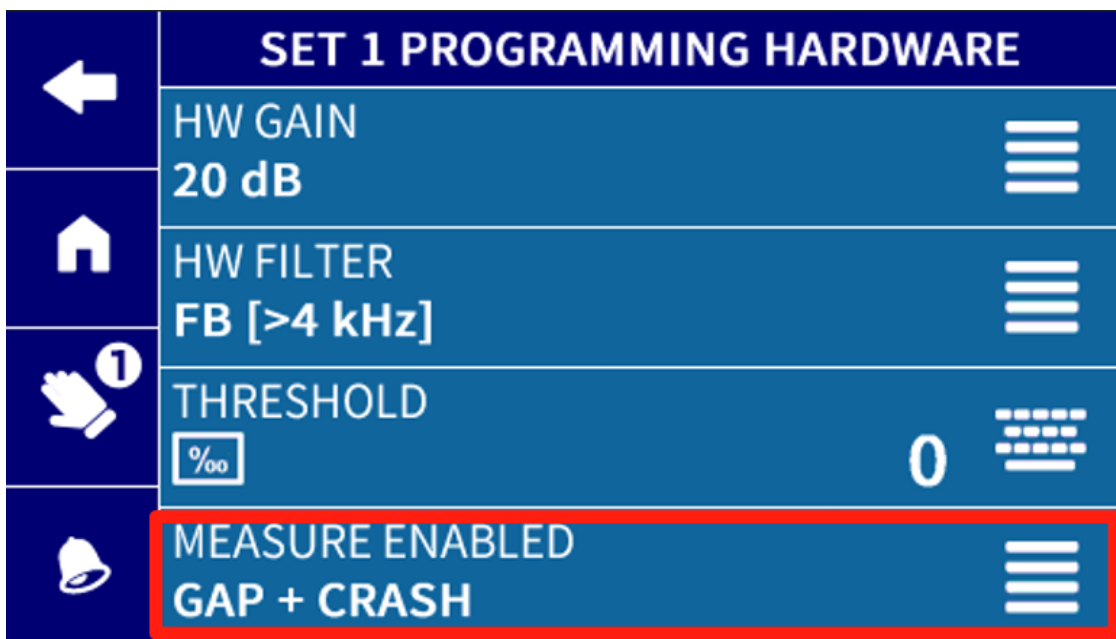 SET 1 PROGRAMMING HARDWARE
HW GAIN
20 dB
HW FILTER
FB [>4 kHz]
1
THRESHOLD
‰ 0
MEASURE ENABLED
GAP + CRASH